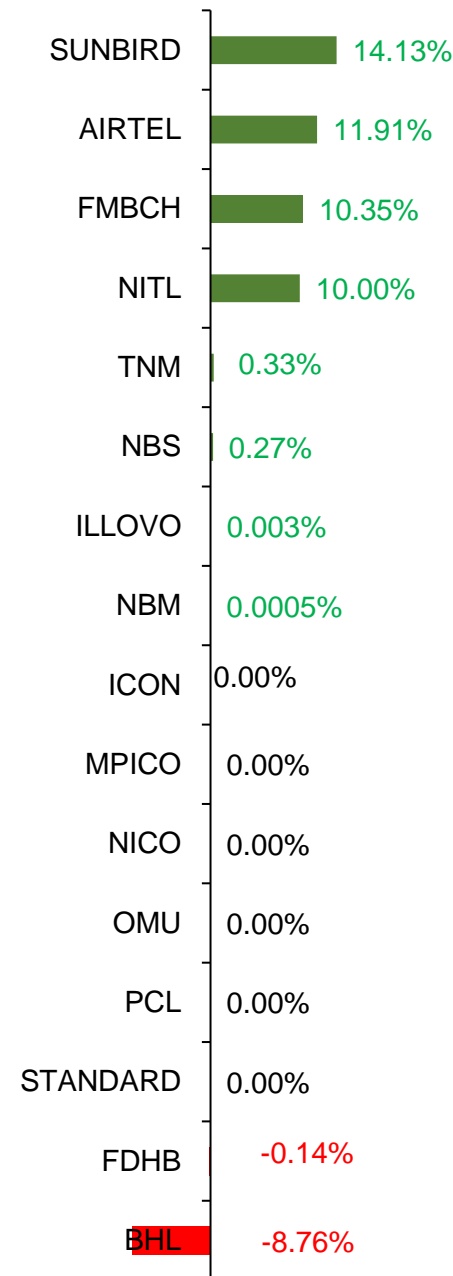 SUNBIRD 14.13%
AIRTEL 11.91%
FMBCH 10.35%
NITL 10.00%
TNM 0.33%
NBS 0.27%
ILLOVO 0.003%
NBM 0.0005%
ICON 0.00%
MPICO 0.00%
NICO 0.00%
OMU 0.00%
PCL 0.00%
STANDARD 0.00%
FDHB -0.14%
BHL -8.76%